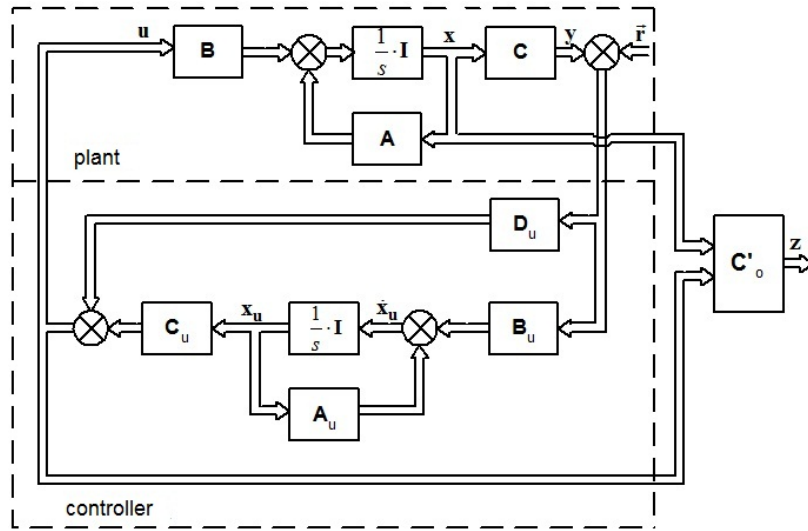 u
B
1/s · I
x
C
y
r⃗
A
plant
D_u
C'_o
z
C_u
x_u
1/s · I
ẋ_u
B_u
A_u
controller